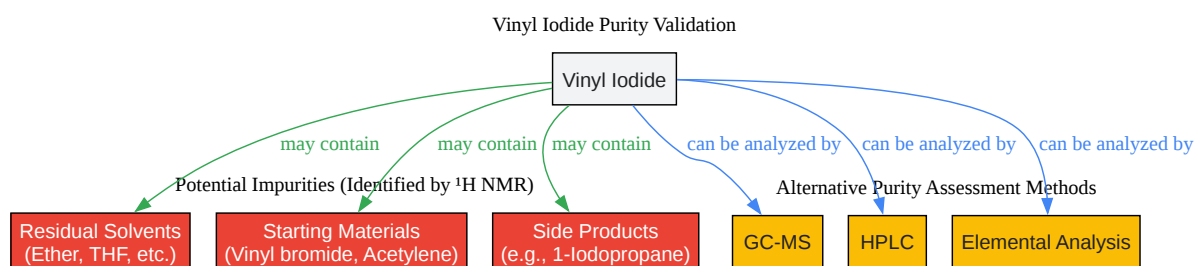 Vinyl Iodide Purity Validation
Vinyl Iodide
may contain
may contain
may contain
can be analyzed by
can be analyzed by
can be analyzed by
Potential Impurities (Identified by ¹H NMR)
Alternative Purity Assessment Methods
Residual Solvents
(Ether, THF, etc.)
Starting Materials
(Vinyl bromide, Acetylene)
Side Products
(e.g., 1-Iodopropane)
GC-MS
HPLC
Elemental Analysis